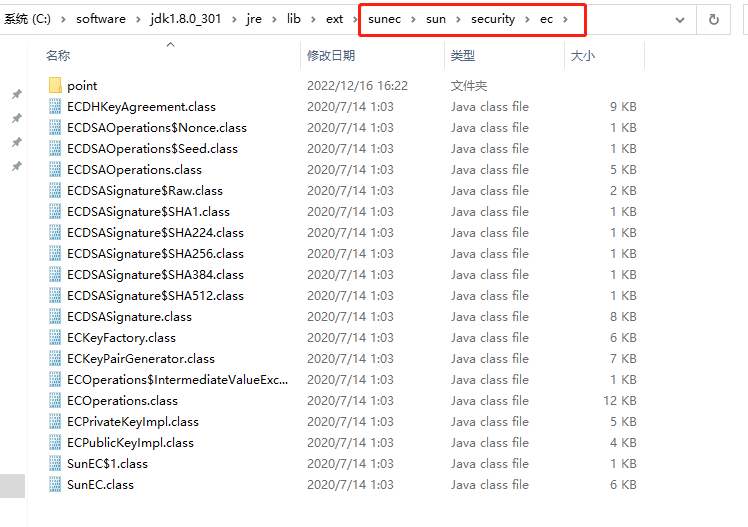 系统 (C:) › software › jdk1.8.0_301 › jre › lib › ext › sunec › sun › security › ec ›
名称 修改日期 类型 大小
point 2022/12/16 16:22 文件夹
ECDHKeyAgreement.class 2020/7/14 1:03 Java class file 9 KB
ECDSAOperations$Nonce.class 2020/7/14 1:03 Java class file 1 KB
ECDSAOperations$Seed.class 2020/7/14 1:03 Java class file 1 KB
ECDSAOperations.class 2020/7/14 1:03 Java class file 5 KB
ECDSASignature$Raw.class 2020/7/14 1:03 Java class file 2 KB
ECDSASignature$SHA1.class 2020/7/14 1:03 Java class file 1 KB
ECDSASignature$SHA224.class 2020/7/14 1:03 Java class file 1 KB
ECDSASignature$SHA256.class 2020/7/14 1:03 Java class file 1 KB
ECDSASignature$SHA384.class 2020/7/14 1:03 Java class file 1 KB
ECDSASignature$SHA512.class 2020/7/14 1:03 Java class file 1 KB
ECDSASignature.class 2020/7/14 1:03 Java class file 8 KB
ECKeyFactory.class 2020/7/14 1:03 Java class file 6 KB
ECKeyPairGenerator.class 2020/7/14 1:03 Java class file 7 KB
ECOperations$IntermediateValueExc... 2020/7/14 1:03 Java class file 1 KB
ECOperations.class 2020/7/14 1:03 Java class file 12 KB
ECPrivateKeyImpl.class 2020/7/14 1:03 Java class file 5 KB
ECPublicKeyImpl.class 2020/7/14 1:03 Java class file 4 KB
SunEC$1.class 2020/7/14 1:03 Java class file 1 KB
SunEC.class 2020/7/14 1:03 Java class file 6 KB